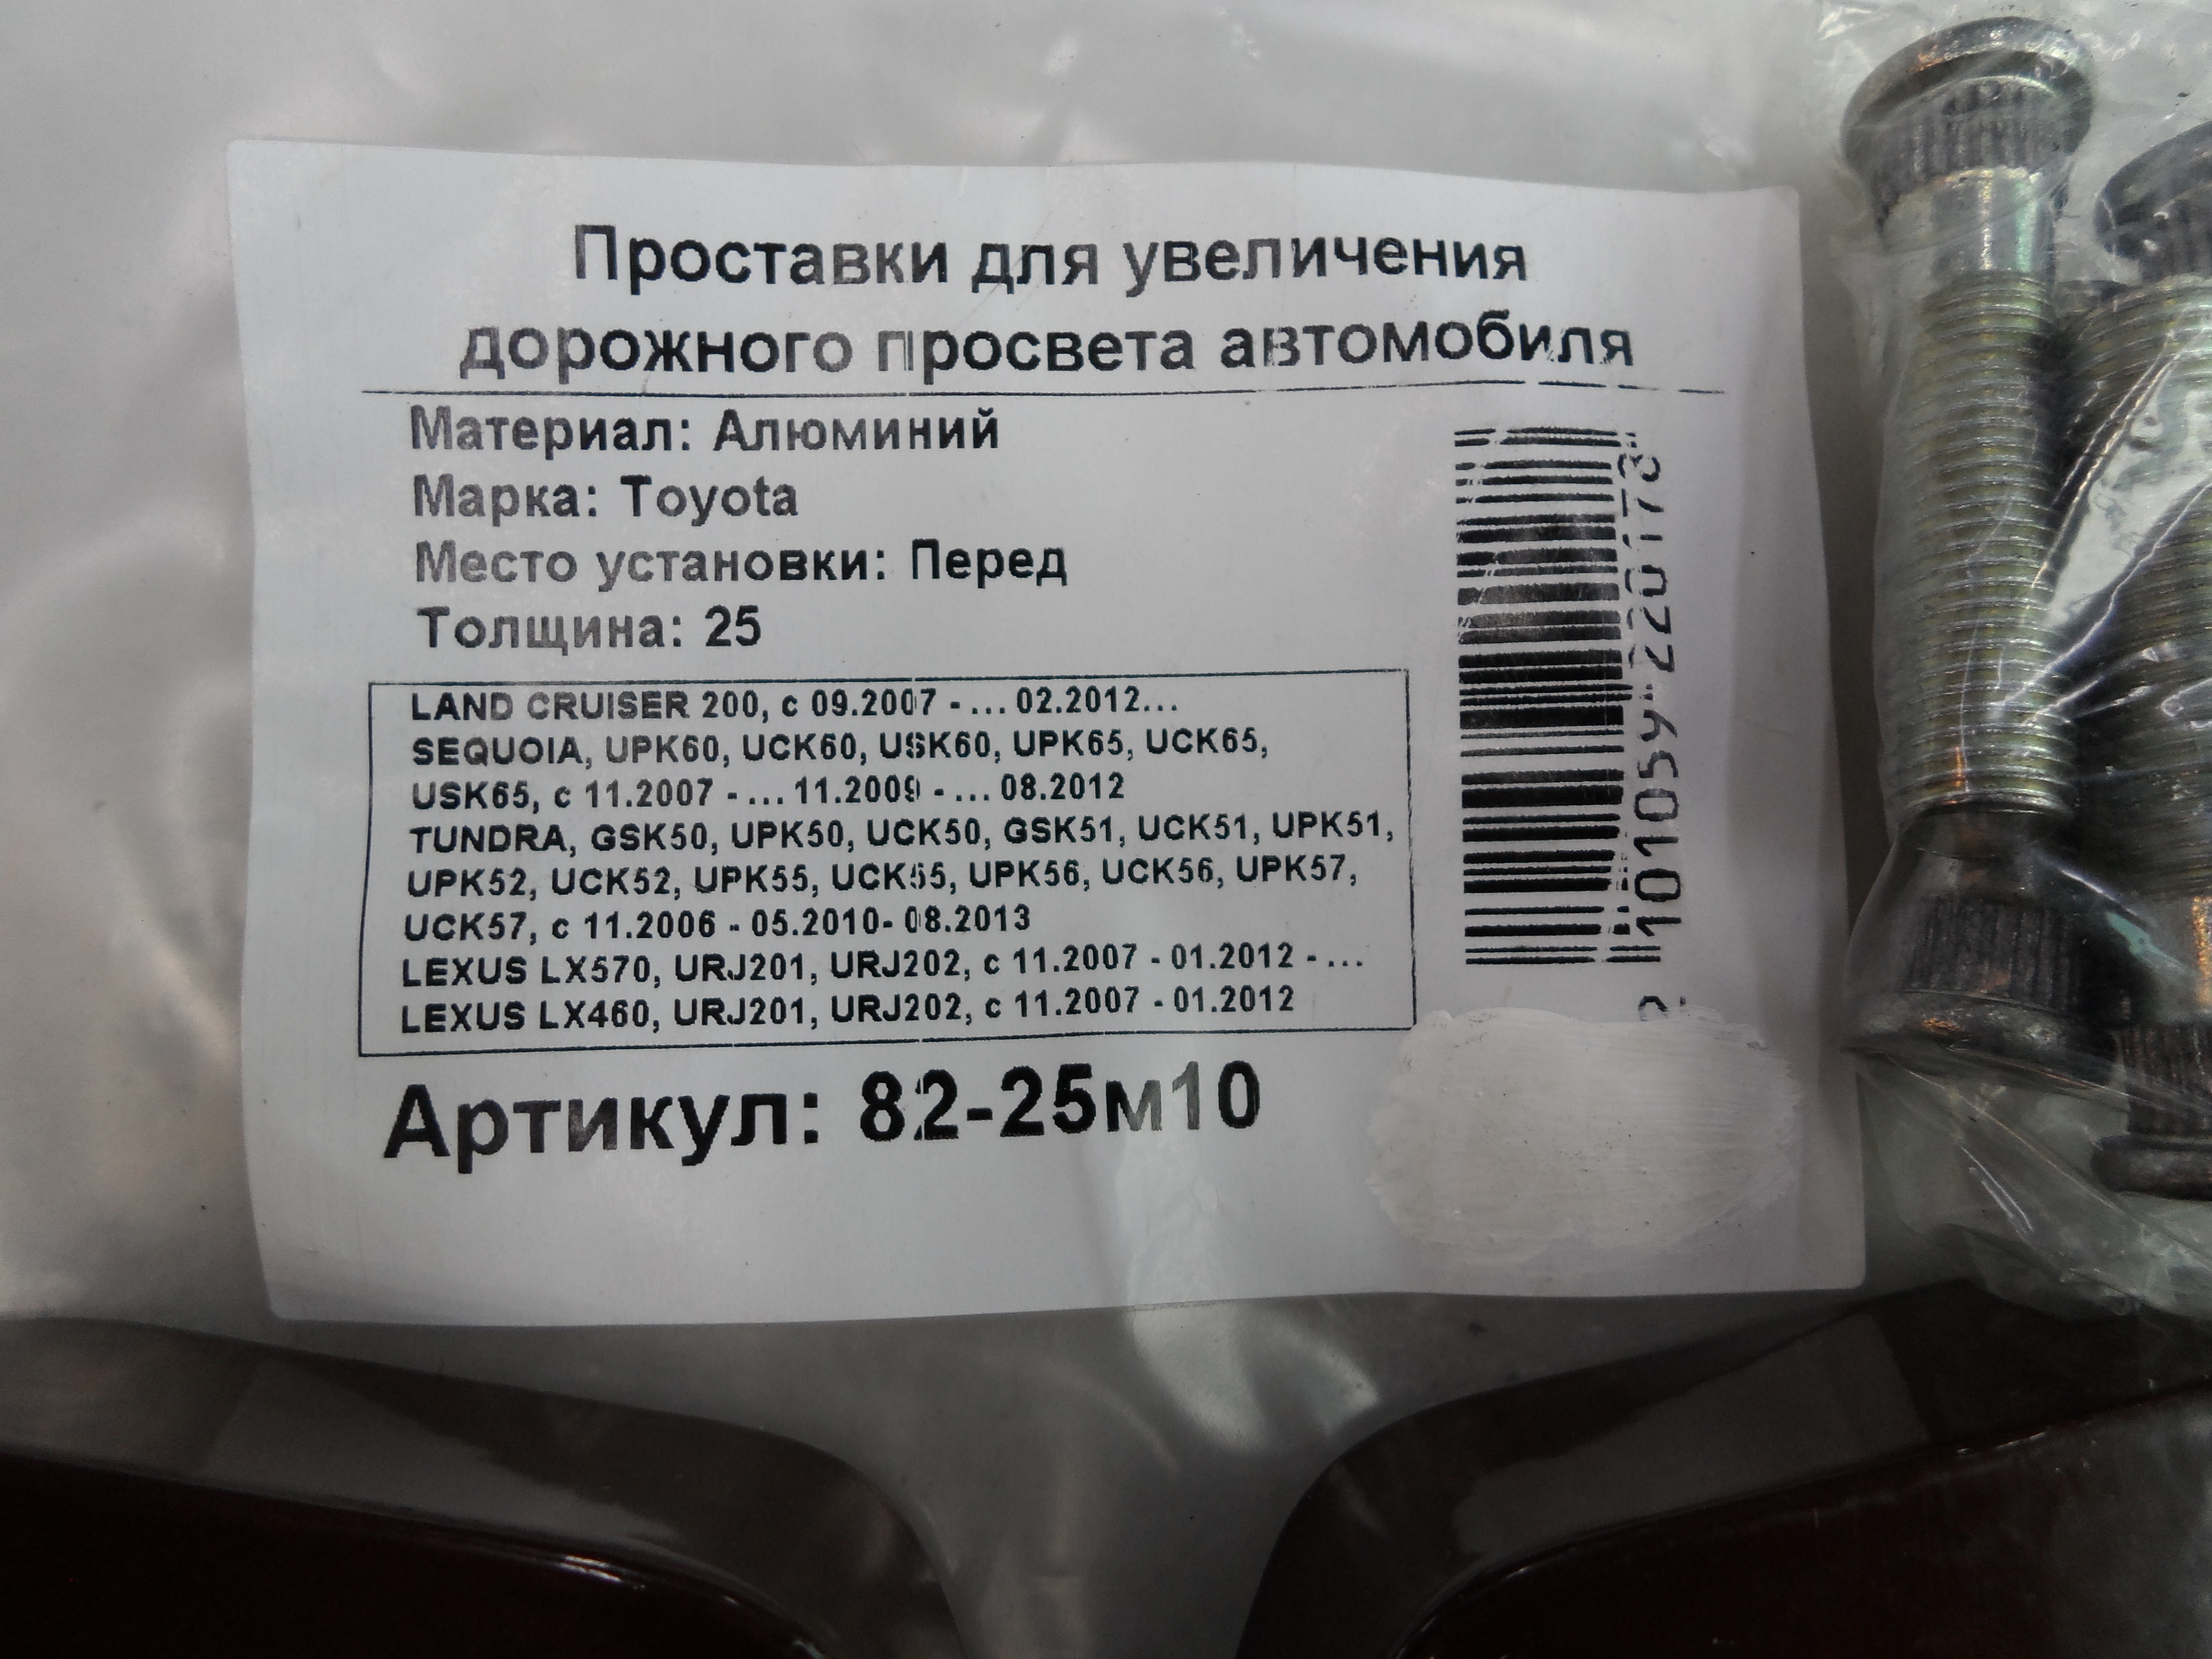 Проставки для увеличения
дорожного просвета автомобиля
Материал: Алюминий
Марка: Toyota
Место установки: Перед
Толщина: 25
LAND CRUISER 200, с 09.2007 - ... 02.2012...
SEQUOIA, UPK60, UCK60, USK60, UPK65, UCK65,
USK65, с 11.2007 - ... 11.2009 - ... 08.2012
TUNDRA, GSK50, UPK50, UCK50, GSK51, UCK51, UPK51,
UPK52, UCK52, UPK55, UCK55, UPK56, UCK56, UPK57,
UCK57, с 11.2006 - 05.2010- 08.2013
LEXUS LX570, URJ201, URJ202, с 11.2007 - 01.2012 - ...
LEXUS LX460, URJ201, URJ202, с 11.2007 - 01.2012
Артикул: 82-25м10